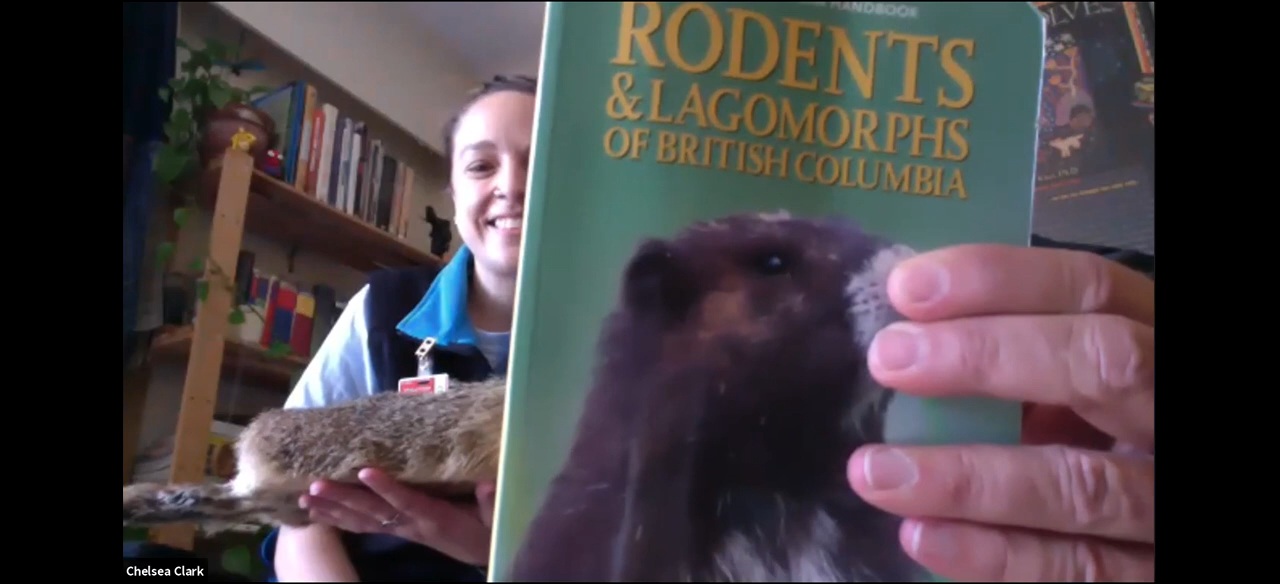 HANDBOOK
RODENTS
& LAGOMORPHS
OF BRITISH COLUMBIA
Chelsea Clark